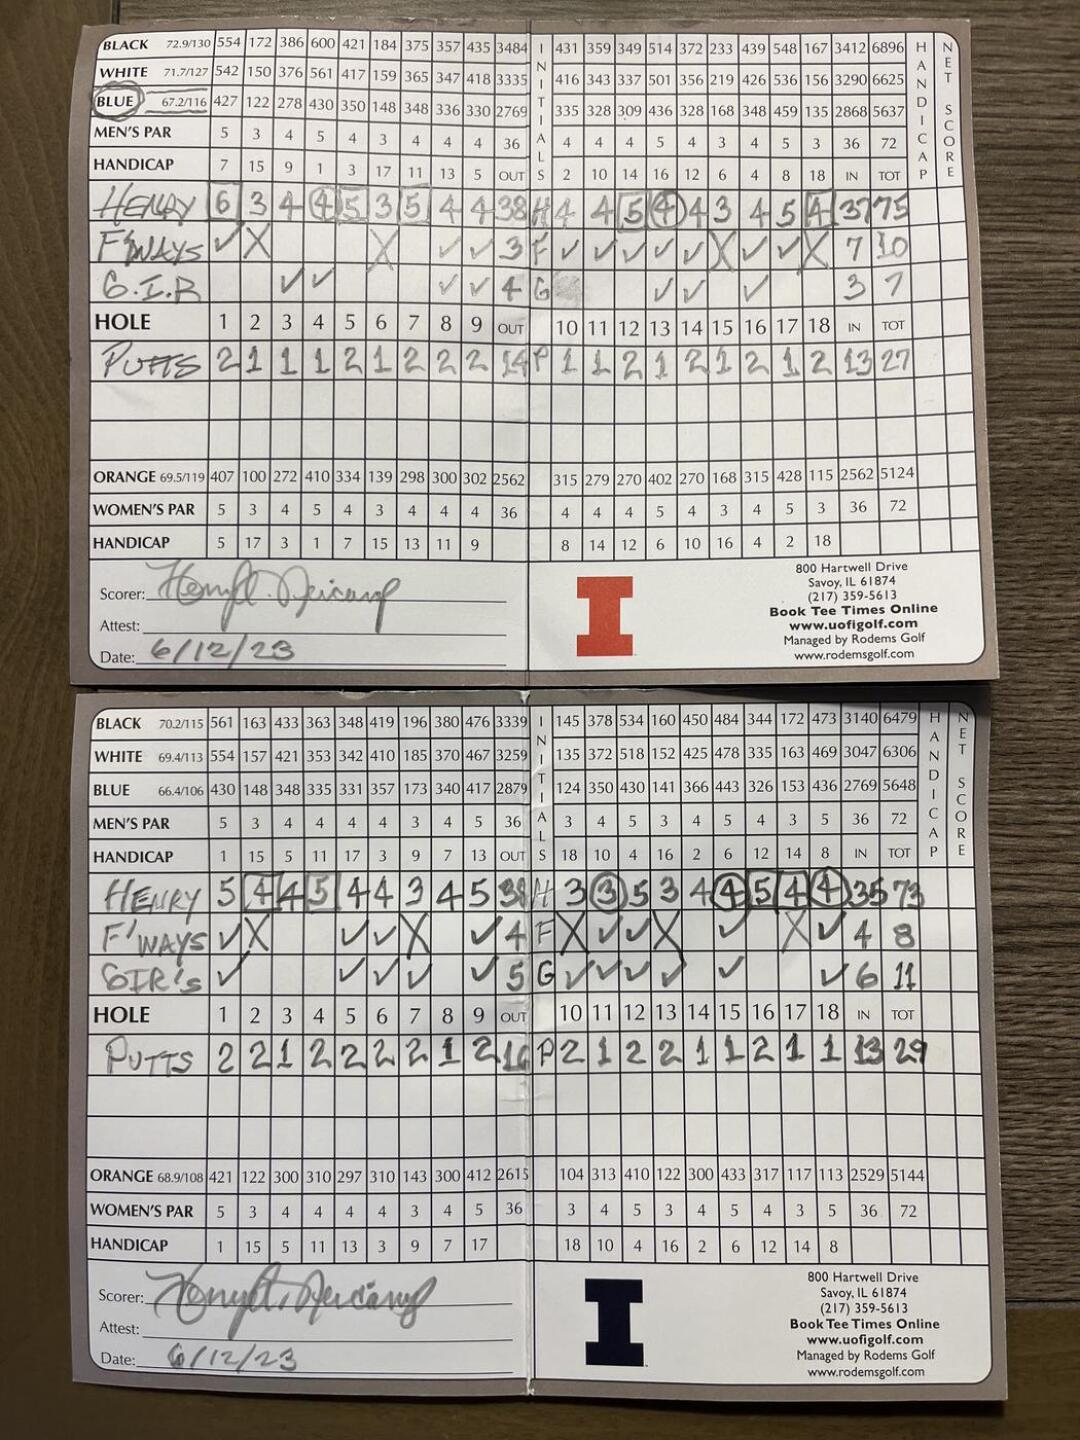 BLACK 72.9/130 554 172 386 600 421 184 375 357 435 3484 INITIALS 431 359 349 514 372 233 439 548 167 3412 6896 HANDICAP NET SCORE
WHITE 71.7/127 542 150 376 561 417 159 365 347 418 3335 416 343 337 501 356 219 426 536 156 3290 6625
BLUE 67.2/116 427 122 278 430 350 148 348 336 330 2769 335 328 309 436 328 168 348 459 135 2868 5637
MEN'S PAR 5 3 4 5 4 3 4 4 4 36 4 4 4 5 4 3 4 5 3 36 72
HANDICAP 7 15 9 1 3 17 11 13 5 OUT 2 10 14 16 12 6 4 8 18 IN TOT
HENRY 6 3 4 4 5 3 5 4 4 38 H 4 4 5 4 4 3 4 5 4 37 75
F'WAYS ✓ X X ✓ ✓ 3 F ✓ ✓ ✓ ✓ ✓ X ✓ ✓ X 7 10
G.I.R ✓ ✓ ✓ ✓ 4 G ✓ ✓ ✓ 3 7
HOLE 1 2 3 4 5 6 7 8 9 OUT 10 11 12 13 14 15 16 17 18 IN TOT
PUTTS 2 1 1 1 2 1 2 2 2 14 P 1 1 2 1 2 1 2 1 2 13 27
ORANGE 69.5/119 407 100 272 410 334 139 298 300 302 2562 315 279 270 402 270 168 315 428 115 2562 5124
WOMEN'S PAR 5 3 4 5 4 3 4 4 4 36 4 4 4 5 4 3 4 5 3 36 72
HANDICAP 5 17 3 1 7 15 13 11 9 8 14 12 6 10 16 4 2 18
Scorer:
Attest:
Date: 6/12/23
I
800 Hartwell Drive
Savoy, IL 61874
(217) 359-5613
Book Tee Times Online
www.uofigolf.com
Managed by Rodems Golf
www.rodemsgolf.com
BLACK 70.2/115 561 163 433 363 348 419 196 380 476 3339 INITIALS 145 378 534 160 450 484 344 172 473 3140 6479 HANDICAP NET SCORE
WHITE 69.4/113 554 157 421 353 342 410 185 370 467 3259 135 372 518 152 425 478 335 163 469 3047 6306
BLUE 66.4/106 430 148 348 335 331 357 173 340 417 2879 124 350 430 141 366 443 326 153 436 2769 5648
MEN'S PAR 5 3 4 4 4 4 3 4 5 36 3 4 5 3 4 5 4 3 5 36 72
HANDICAP 1 15 5 11 17 3 9 7 13 OUT 18 10 4 16 2 6 12 14 8 IN TOT
HENRY 5 4 4 5 4 4 3 4 5 38 H 3 3 5 3 4 4 5 4 4 35 73
F'WAYS ✓ X ✓ ✓ X ✓ 4 F X ✓ ✓ X ✓ X ✓ 4 8
GIR's ✓ ✓ ✓ ✓ ✓ 5 G ✓ ✓ ✓ ✓ ✓ ✓ 6 11
HOLE 1 2 3 4 5 6 7 8 9 OUT 10 11 12 13 14 15 16 17 18 IN TOT
PUTTS 2 2 1 2 2 2 2 1 2 16 P 2 1 2 2 1 1 2 1 1 13 29
ORANGE 68.9/108 421 122 300 310 297 310 143 300 412 2615 104 313 410 122 300 433 317 117 113 2529 5144
WOMEN'S PAR 5 3 4 4 4 4 3 4 5 36 3 4 5 3 4 5 4 3 5 36 72
HANDICAP 1 15 5 11 13 3 9 7 17 18 10 4 16 2 6 12 14 8
Scorer:
Attest:
Date: 6/12/23
I
800 Hartwell Drive
Savoy, IL 61874
(217) 359-5613
Book Tee Times Online
www.uofigolf.com
Managed by Rodems Golf
www.rodemsgolf.com